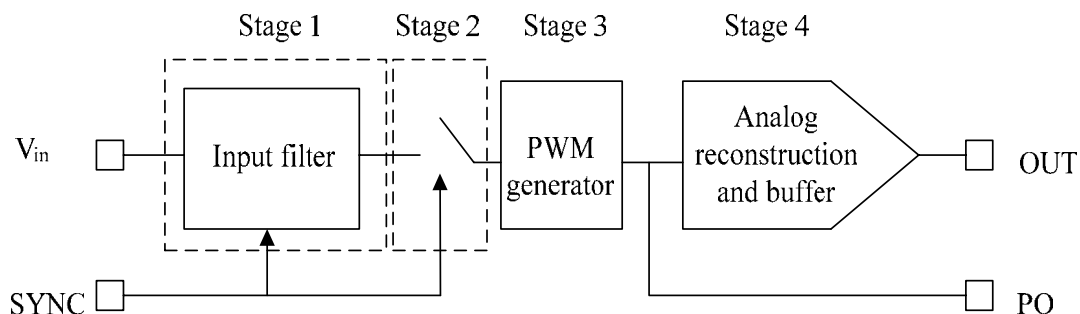 Stage 1
Stage 2
Stage 3
Stage 4
Vin
Input filter
PWM
generator
Analog
reconstruction
and buffer
OUT
SYNC
PO